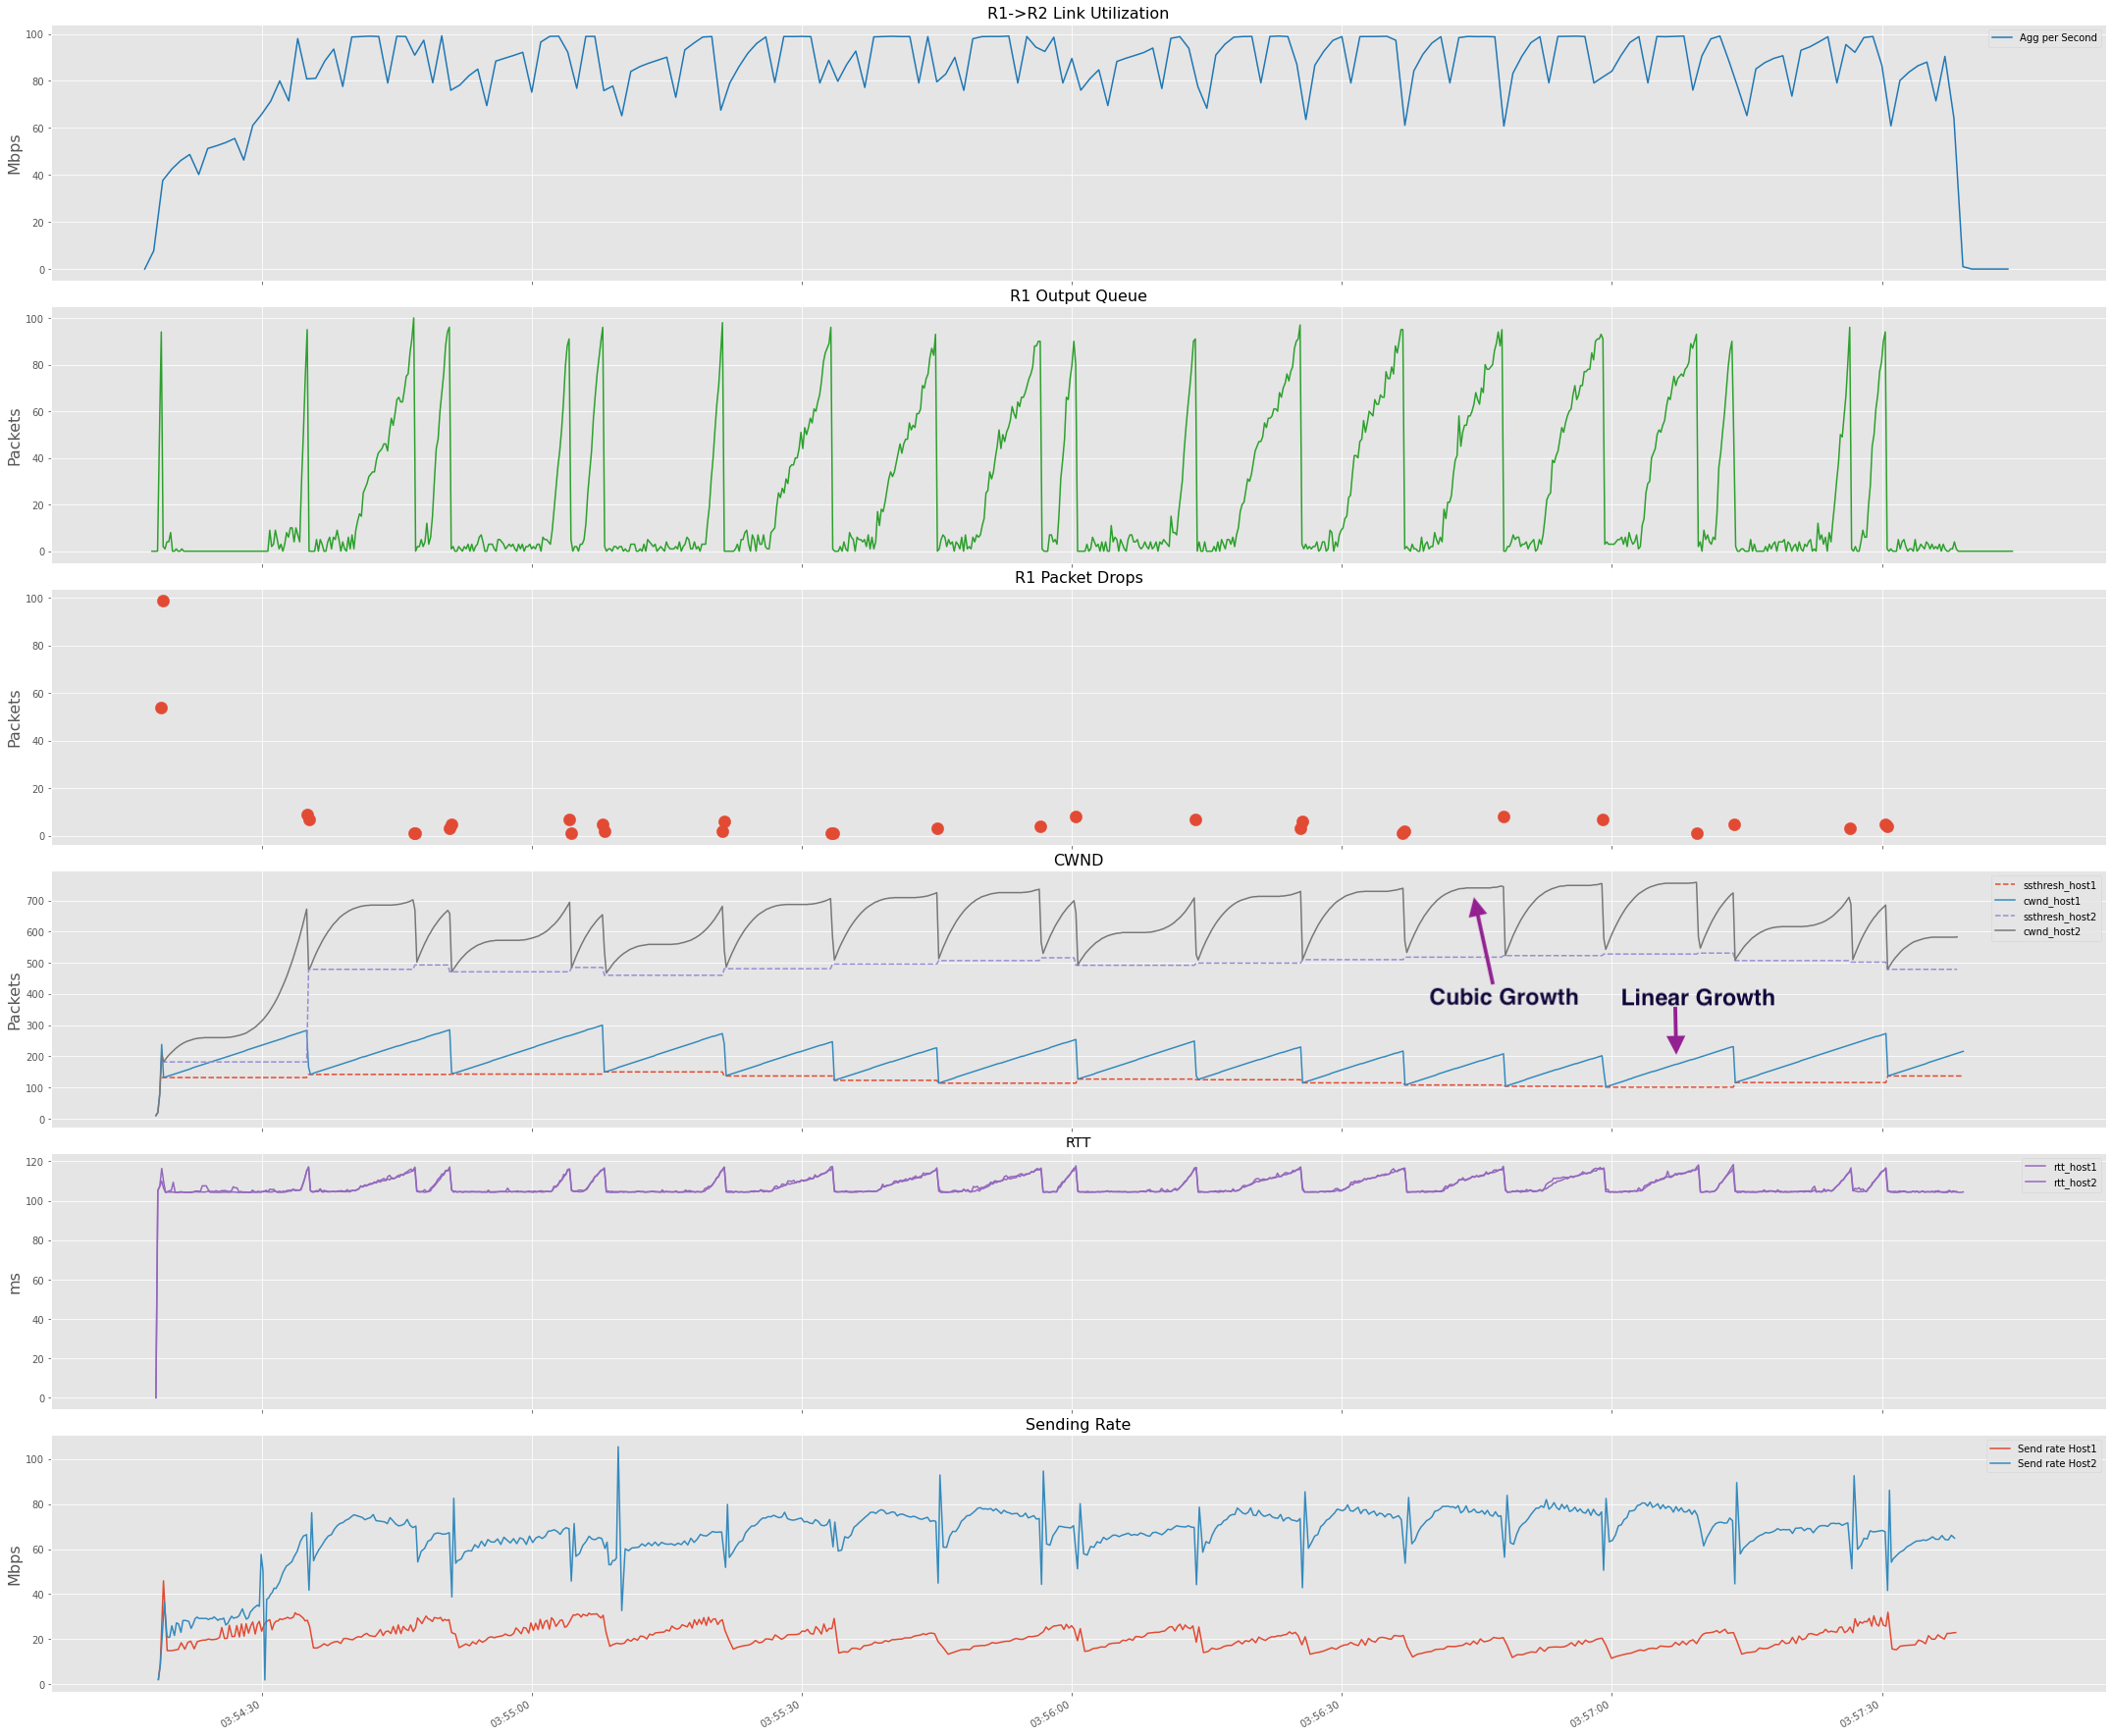 R1->R2 Link Utilization
100
80
60
40
20
0
Mbps
Agg per Second
R1 Output Queue
100
80
60
40
20
0
Packets
R1 Packet Drops
100
80
60
40
20
0
Packets
CWND
700
600
500
400
300
200
100
0
Packets
ssthresh_host1
cwnd_host1
ssthresh_host2
cwnd_host2
Cubic Growth
Linear Growth
RTT
120
100
80
60
40
20
0
ms
rtt_host1
rtt_host2
Sending Rate
100
80
60
40
20
0
Mbps
Send rate Host1
Send rate Host2
03:54:30
03:55:00
03:55:30
03:56:00
03:56:30
03:57:00
03:57:30